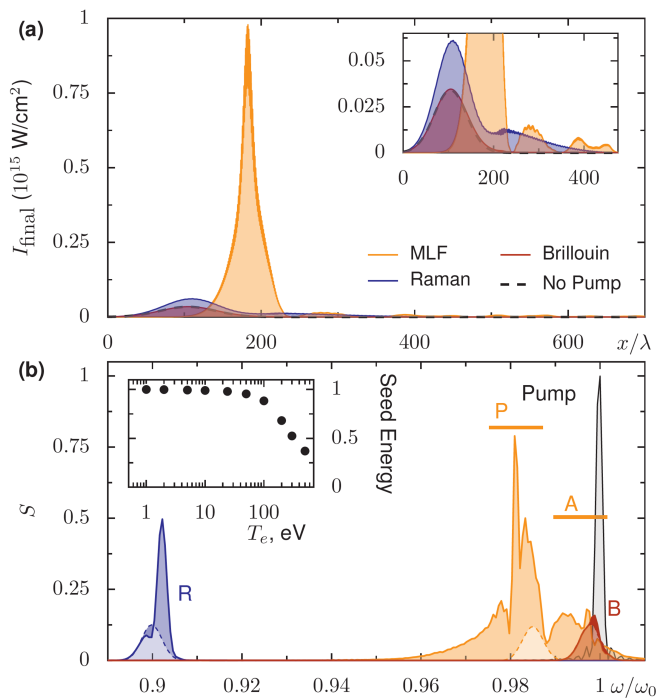 (a)
I_final (10^15 W/cm^2)
1
0.75
0.5
0.25
0
0.05
0.025
0
0 200 400
MLF
Raman
Brillouin
No Pump
0 200 400 600 x/λ
(b)
S
1
0.75
0.5
0.25
0
1
0.5
0
Seed Energy
1 10 100
T_e, eV
Pump
P
A
R
B
0.9 0.92 0.94 0.96 0.98 1 ω/ω_0